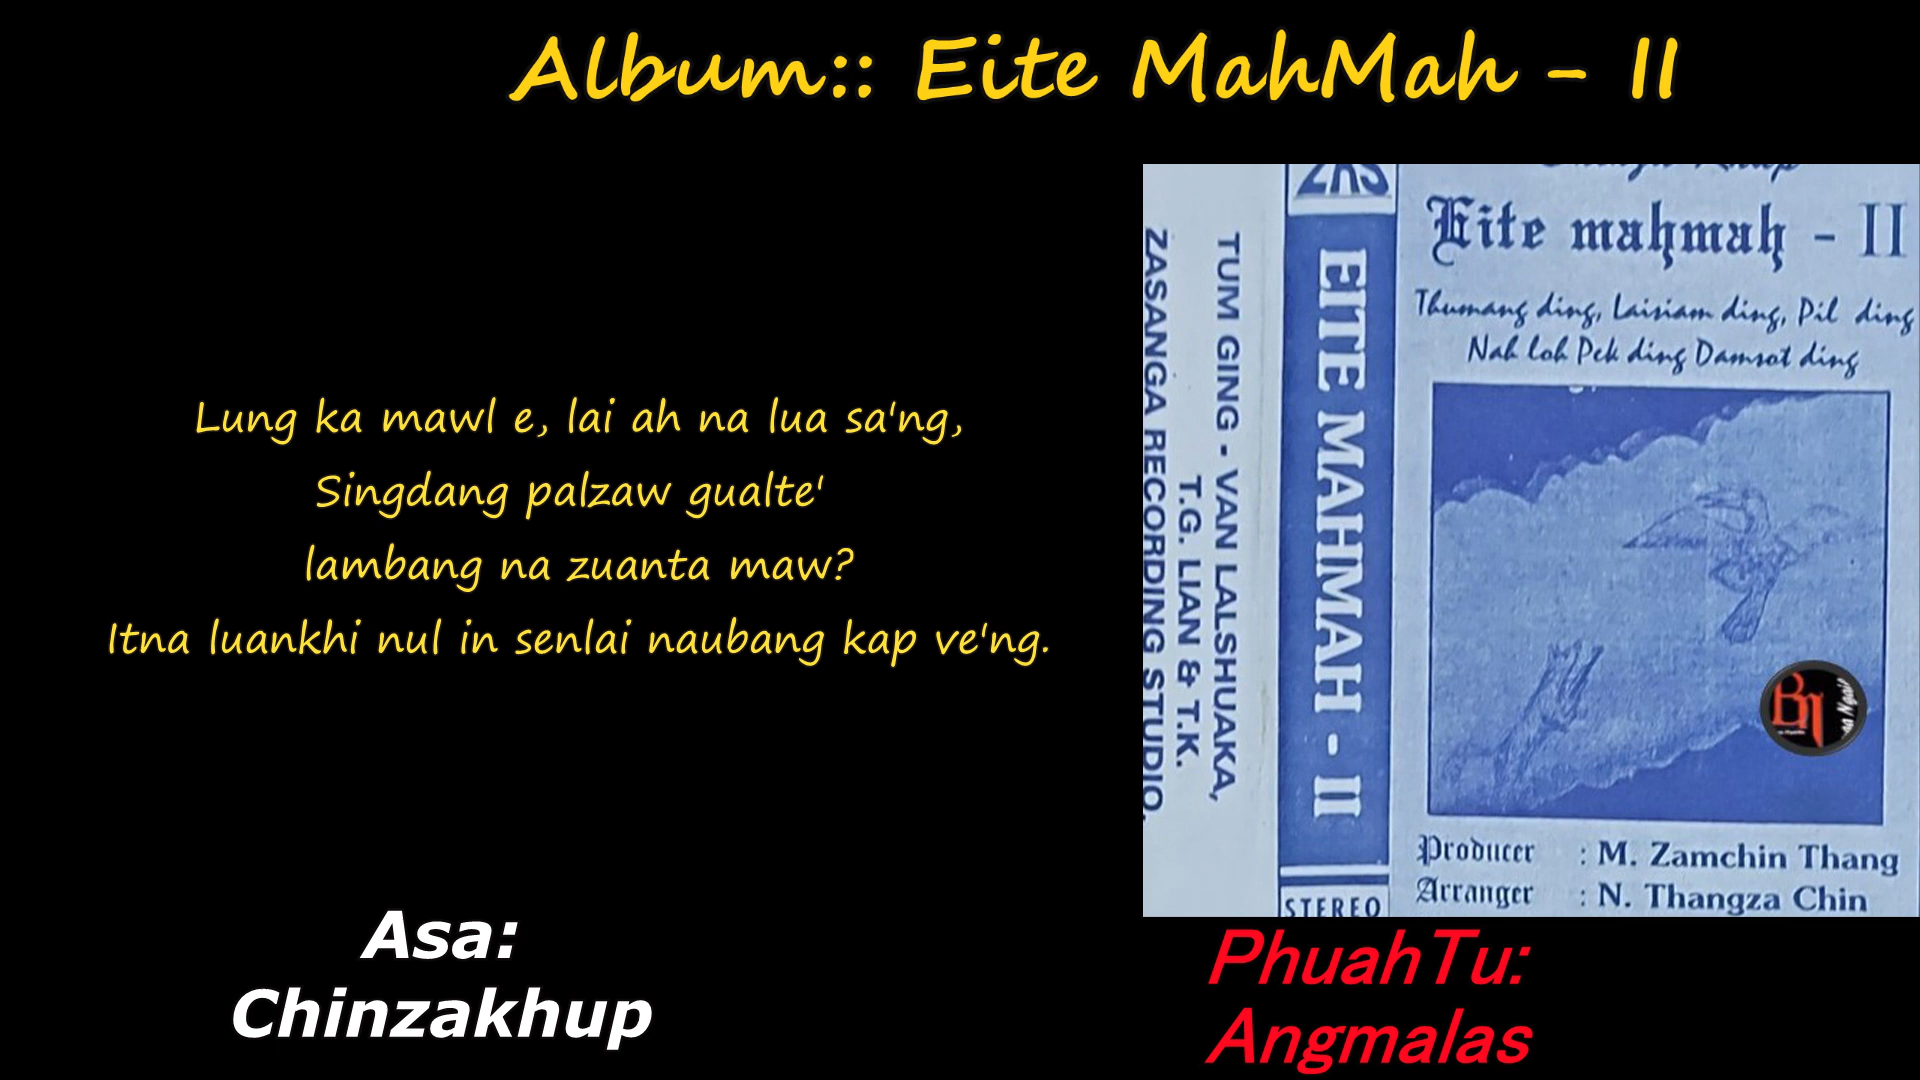 Album:: Eite MahMah - II
Lung ka mawl e, lai ah na lua sa'ng,
Singdang palzaw gualte'
lambang na zuanta maw?
Itna luankhi nul in senlai naubang kap ve'ng.
Asa:
Chinzakhup
TUM GING - VAN LALSHUAKA,
T.G. LIAN & T.K.
ZASANGA RECORDING STUDIO.
ZRS
EITE MAHMAH - II
STEREO
Eite mahmah - II
Thumang ding, Laisiam ding, Pil ding
Nah loh Pek ding Damsot ding
Producer : M. Zamchin Thang
Arranger : N. Thangza Chin
PhuahTu:
Angmalas